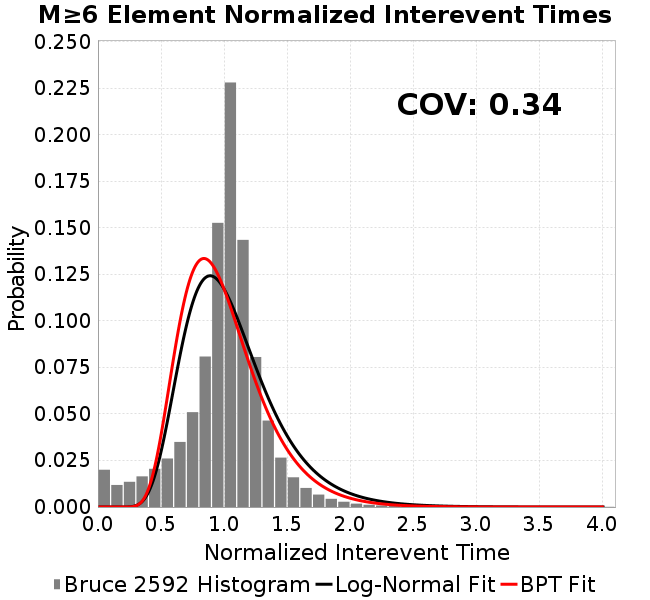 M≥6 Element Normalized Interevent Times
COV: 0.34
0.250
0.225
0.200
0.175
0.150
0.125
0.100
0.075
0.050
0.025
0.000
Probability
0.0 0.5 1.0 1.5 2.0 2.5 3.0 3.5 4.0
Normalized Interevent Time
Bruce 2592 Histogram Log-Normal Fit BPT Fit